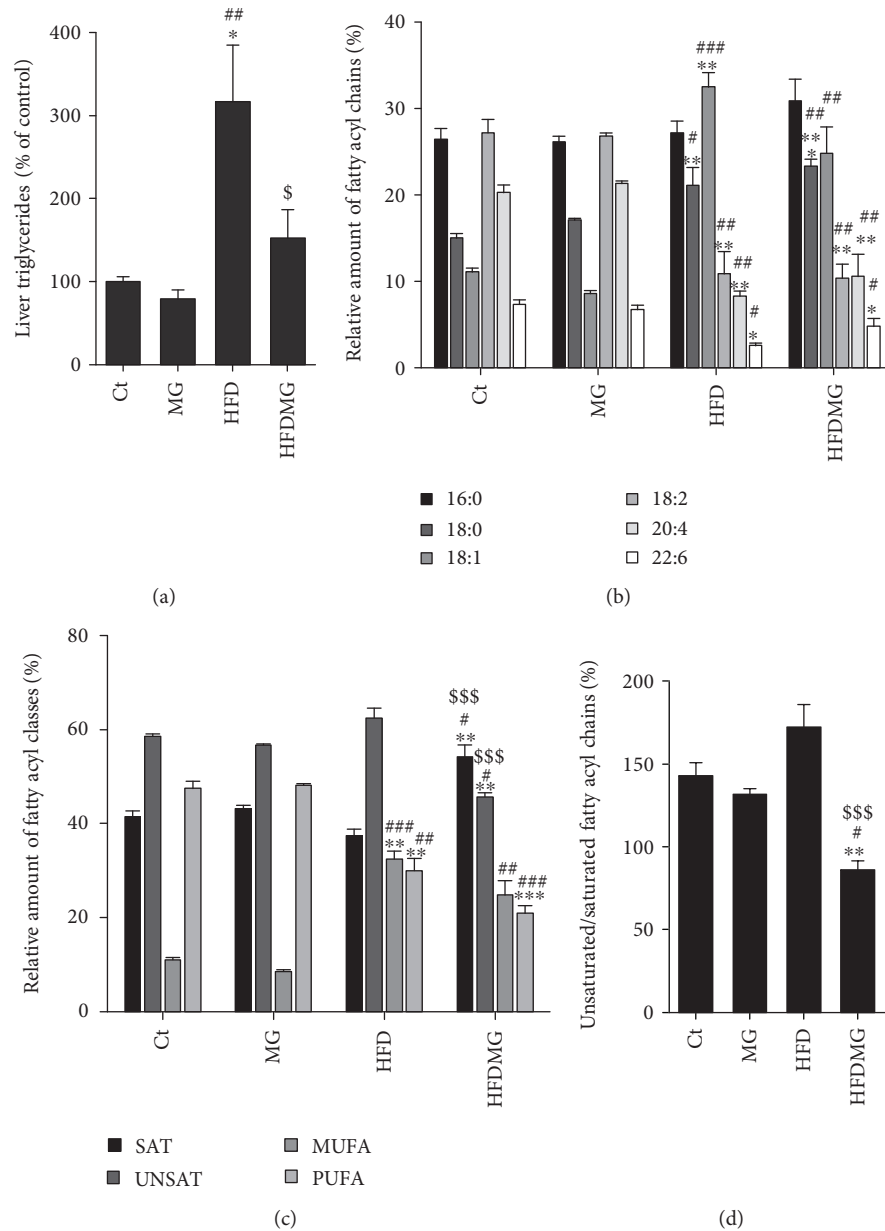 Liver triglycerides (% of control)
400
300
200
100
0
##
*
$
Ct
MG
HFD
HFDMG
(a)
Relative amount of fatty acyl chains (%)
40
30
20
10
0
#
**
###
**
##
**
##
**
#
*
##
**
*
##
##
**
##
**
#
*
Ct
MG
HFD
HFDMG
16:0
18:0
18:1
18:2
20:4
22:6
(b)
Relative amount of fatty acyl classes (%)
80
60
40
20
0
###
**
##
**
$$$
#
**
$$$
#
**
##
###
***
Ct
MG
HFD
HFDMG
SAT
UNSAT
MUFA
PUFA
(c)
Unsaturated/saturated fatty acyl chains (%)
200
150
100
50
0
$$$
#
**
Ct
MG
HFD
HFDMG
(d)